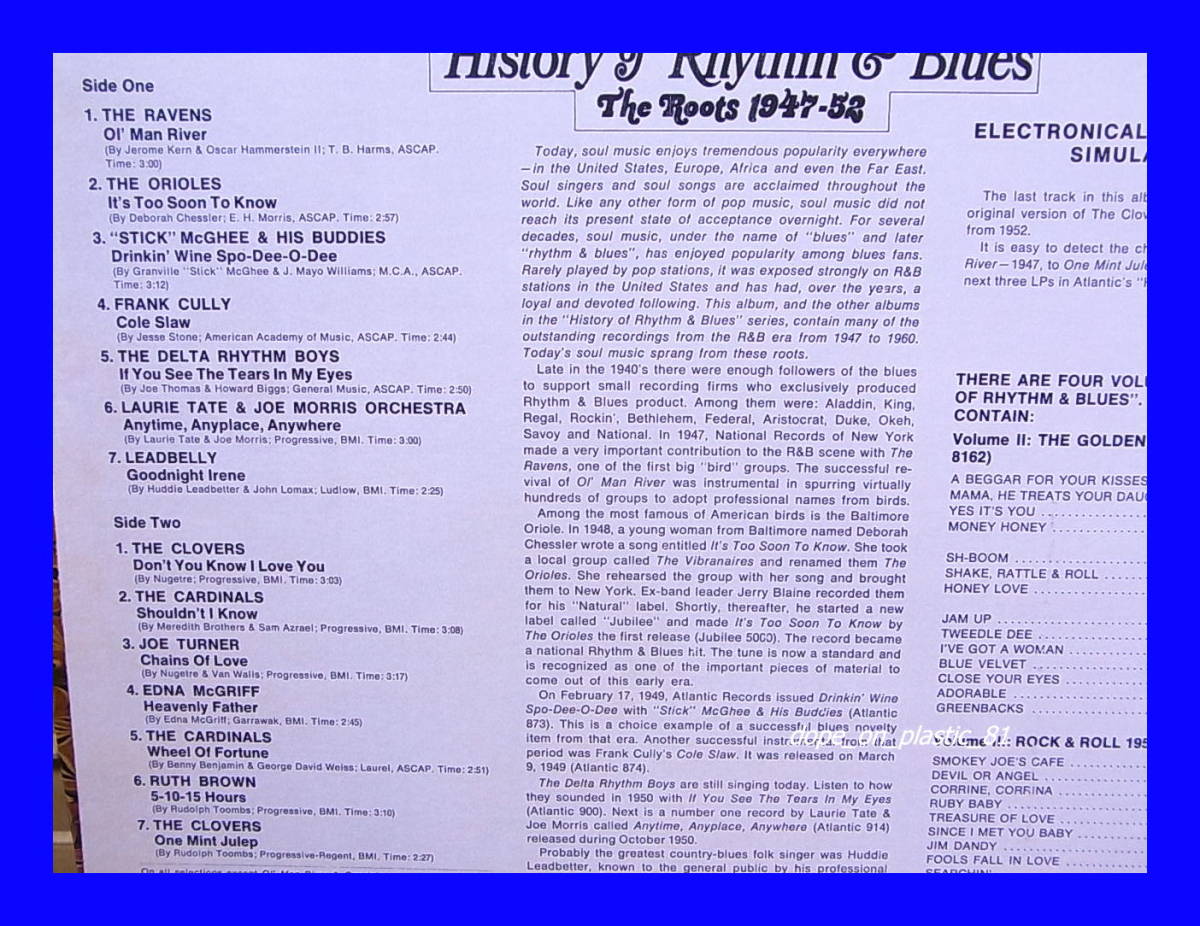 History of Rhythm & Blues
The Roots 1947-52
Side One
1. THE RAVENS
Ol' Man River
(By Jerome Kern & Oscar Hammerstein II; T. B. Harms, ASCAP.
Time: 3:00)
2. THE ORIOLES
It's Too Soon To Know
(By Deborah Chessler; E. H. Morris, ASCAP. Time: 2:57)
3. "STICK" McGHEE & HIS BUDDIES
Drinkin' Wine Spo-Dee-O-Dee
(By Granville "Stick" McGhee & J. Mayo Williams; M.C.A., ASCAP.
Time: 3:12)
4. FRANK CULLY
Cole Slaw
(By Jesse Stone; American Academy of Music, ASCAP. Time: 2:44)
5. THE DELTA RHYTHM BOYS
If You See The Tears In My Eyes
(By Joe Thomas & Howard Biggs; General Music, ASCAP. Time: 2:50)
6. LAURIE TATE & JOE MORRIS ORCHESTRA
Anytime, Anyplace, Anywhere
(By Laurie Tate & Joe Morris; Progressive, BMI. Time: 3:00)
7. LEADBELLY
Goodnight Irene
(By Huddie Leadbetter & John Lomax; Ludlow, BMI. Time: 2:25)
Side Two
1. THE CLOVERS
Don't You Know I Love You
(By Nugetre; Progressive, BMI. Time: 3:03)
2. THE CARDINALS
Shouldn't I Know
(By Meredith Brothers & Sam Azrael; Progressive, BMI. Time: 3:08)
3. JOE TURNER
Chains Of Love
(By Nugetre & Van Walls; Progressive, BMI. Time: 3:17)
4. EDNA McGRIFF
Heavenly Father
(By Edna McGriff; Garrawak, BMI. Time: 2:45)
5. THE CARDINALS
Wheel Of Fortune
(By Benny Benjamin & George David Weiss; Laurel, ASCAP. Time: 2:51)
6. RUTH BROWN
5-10-15 Hours
(By Rudolph Toombs; Progressive, BMI. Time: 3:10)
7. THE CLOVERS
One Mint Julep
(By Rudolph Toombs; Progressive-Regent, BMI. Time: 2:27)
Today, soul music enjoys tremendous popularity everywhere
—in the United States, Europe, Africa and even the Far East.
Soul singers and soul songs are acclaimed throughout the
world. Like any other form of pop music, soul music did not
reach its present state of acceptance overnight. For several
decades, soul music, under the name of "blues" and later
"rhythm & blues", has enjoyed popularity among blues fans.
Rarely played by pop stations, it was exposed strongly on R&B
stations in the United States and has had, over the years, a
loyal and devoted following. This album, and the other albums
in the "History of Rhythm & Blues" series, contain many of the
outstanding recordings from the R&B era from 1947 to 1960.
Today's soul music sprang from these roots.
Late in the 1940's there were enough followers of the blues
to support small recording firms who exclusively produced
Rhythm & Blues product. Among them were: Aladdin, King,
Regal, Rockin', Bethlehem, Federal, Aristocrat, Duke, Okeh,
Savoy and National. In 1947, National Records of New York
made a very important contribution to the R&B scene with The
Ravens, one of the first big "bird" groups. The successful re-
vival of Ol' Man River was instrumental in spurring virtually
hundreds of groups to adopt professional names from birds.
Among the most famous of American birds is the Baltimore
Oriole. In 1948, a young woman from Baltimore named Deborah
Chessler wrote a song entitled It's Too Soon To Know. She took
a local group called The Vibranaires and renamed them The
Orioles. She rehearsed the group with her song and brought
them to New York. Ex-band leader Jerry Blaine recorded them
for his "Natural" label. Shortly, thereafter, he started a new
label called "Jubilee" and made It's Too Soon To Know by
The Orioles the first release (Jubilee 5000). The record became
a national Rhythm & Blues hit. The tune is now a standard and
is recognized as one of the important pieces of material to
come out of this early era.
On February 17, 1949, Atlantic Records issued Drinkin' Wine
Spo-Dee-O-Dee with "Stick" McGhee & His Buddies (Atlantic
873). This is a choice example of a successful blues novelty
item from that era. Another successful from that
period was Frank Cully's Cole Slaw. It was released on March
9, 1949 (Atlantic 874).
The Delta Rhythm Boys are still singing today. Listen to how
they sounded in 1950 with If You See The Tears In My Eyes
(Atlantic 900). Next is a number one record by Laurie Tate &
Joe Morris called Anytime, Anyplace, Anywhere (Atlantic 914)
released during October 1950.
Probably the greatest country-blues folk singer was Huddie
Leadbetter, known to the general public by his professional
ELECTRONICAL
SIMULA
The last track in this alb
original version of The Clov
from 1952.
It is easy to detect the ch
River—1947, to One Mint Jule
next three LPs in Atlantic's "H
THERE ARE FOUR VOL
OF RHYTHM & BLUES".
CONTAIN:
Volume II: THE GOLDEN
8162)
A BEGGAR FOR YOUR KISSES
MAMA, HE TREATS YOUR DAU
YES IT'S YOU
MONEY HONEY
SH-BOOM
SHAKE, RATTLE & ROLL
HONEY LOVE
JAM UP
TWEEDLE DEE
I'VE GOT A WOMAN
BLUE VELVET
CLOSE YOUR EYES
ADORABLE
GREENBACKS
dope_on_plastic_81
ROCK & ROLL 195
SMOKEY JOE'S CAFE
DEVIL OR ANGEL
CORRINE, CORRINA
RUBY BABY
TREASURE OF LOVE
SINCE I MET YOU BABY
JIM DANDY
FOOLS FALL IN LOVE